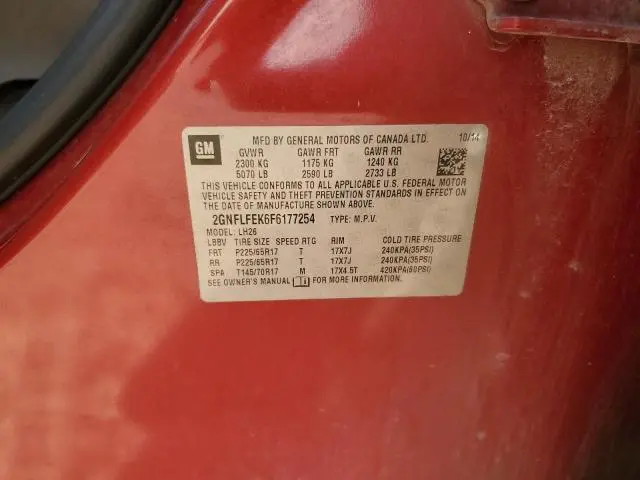 GM MFD BY GENERAL MOTORS OF CANADA LTD. 10/14
GVWR GAWR FRT GAWR RR
2300 KG 1175 KG 1240 KG
5070 LB 2590 LB 2733 LB
THIS VEHICLE CONFORMS TO ALL APPLICABLE U.S. FEDERAL MOTOR
VEHICLE SAFETY AND THEFT PREVENTION STANDARDS IN EFFECT ON
THE DATE OF MANUFACTURE SHOWN ABOVE.
2GNFLFEK6F6177254 TYPE: M.P.V.
MODEL: LH26
LBBV TIRE SIZE SPEED RTG RIM COLD TIRE PRESSURE
FRT P225/65R17 T 17X7J 240KPA(35PSI)
RR P225/65R17 T 17X7J 240KPA(35PSI)
SPA T145/70R17 M 17X4.5T 420KPA(60PSI)
SEE OWNER'S MANUAL FOR MORE INFORMATION.